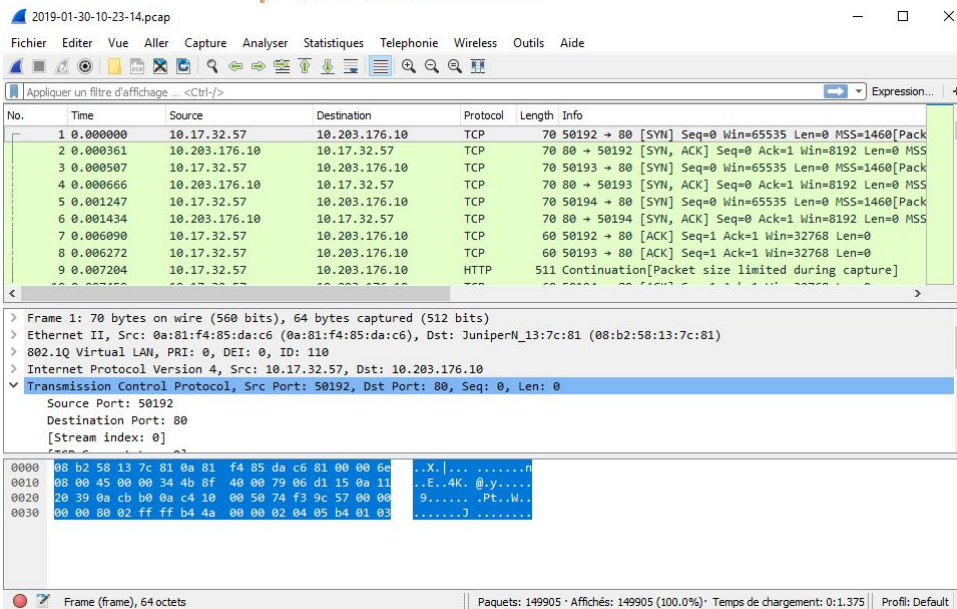 2019-01-30-10-23-14.pcap
Fichier Editer Vue Aller Capture Analyser Statistiques Telephonie Wireless Outils Aide
Appliquer un filtre d'affichage ... <Ctrl-/> Expression... +
No. Time Source Destination Protocol Length Info
1 0.000000 10.17.32.57 10.203.176.10 TCP 70 50192 → 80 [SYN] Seq=0 Win=65535 Len=0 MSS=1460[Pack
2 0.000361 10.203.176.10 10.17.32.57 TCP 70 80 → 50192 [SYN, ACK] Seq=0 Ack=1 Win=8192 Len=0 MSS
3 0.000507 10.17.32.57 10.203.176.10 TCP 70 50193 → 80 [SYN] Seq=0 Win=65535 Len=0 MSS=1460[Pack
4 0.000666 10.203.176.10 10.17.32.57 TCP 70 80 → 50193 [SYN, ACK] Seq=0 Ack=1 Win=8192 Len=0 MSS
5 0.001247 10.17.32.57 10.203.176.10 TCP 70 50194 → 80 [SYN] Seq=0 Win=65535 Len=0 MSS=1460[Pack
6 0.001434 10.203.176.10 10.17.32.57 TCP 70 80 → 50194 [SYN, ACK] Seq=0 Ack=1 Win=8192 Len=0 MSS
7 0.006090 10.17.32.57 10.203.176.10 TCP 60 50192 → 80 [ACK] Seq=1 Ack=1 Win=32768 Len=0
8 0.006272 10.17.32.57 10.203.176.10 TCP 60 50193 → 80 [ACK] Seq=1 Ack=1 Win=32768 Len=0
9 0.007204 10.17.32.57 10.203.176.10 HTTP 511 Continuation[Packet size limited during capture]
> Frame 1: 70 bytes on wire (560 bits), 64 bytes captured (512 bits)
> Ethernet II, Src: 0a:81:f4:85:da:c6 (0a:81:f4:85:da:c6), Dst: JuniperN_13:7c:81 (08:b2:58:13:7c:81)
> 802.1Q Virtual LAN, PRI: 0, DEI: 0, ID: 110
> Internet Protocol Version 4, Src: 10.17.32.57, Dst: 10.203.176.10
Transmission Control Protocol, Src Port: 50192, Dst Port: 80, Seq: 0, Len: 0
Source Port: 50192
Destination Port: 80
[Stream index: 0]
0000 08 b2 58 13 7c 81 0a 81 f4 85 da c6 81 00 00 6e ..X.|... .......n
0010 08 00 45 00 00 34 4b 8f 40 00 79 06 d1 15 0a 11 ..E..4K. @.y.....
0020 20 39 0a cb b0 0a c4 10 00 50 74 f3 9c 57 00 00 9...... .Pt..W..
0030 00 00 80 02 ff ff b4 4a 00 00 02 04 05 b4 01 03 .......J ........
Frame (frame), 64 octets Paquets: 149905 · Affichés: 149905 (100.0%)· Temps de chargement: 0:1.375 Profil: Default